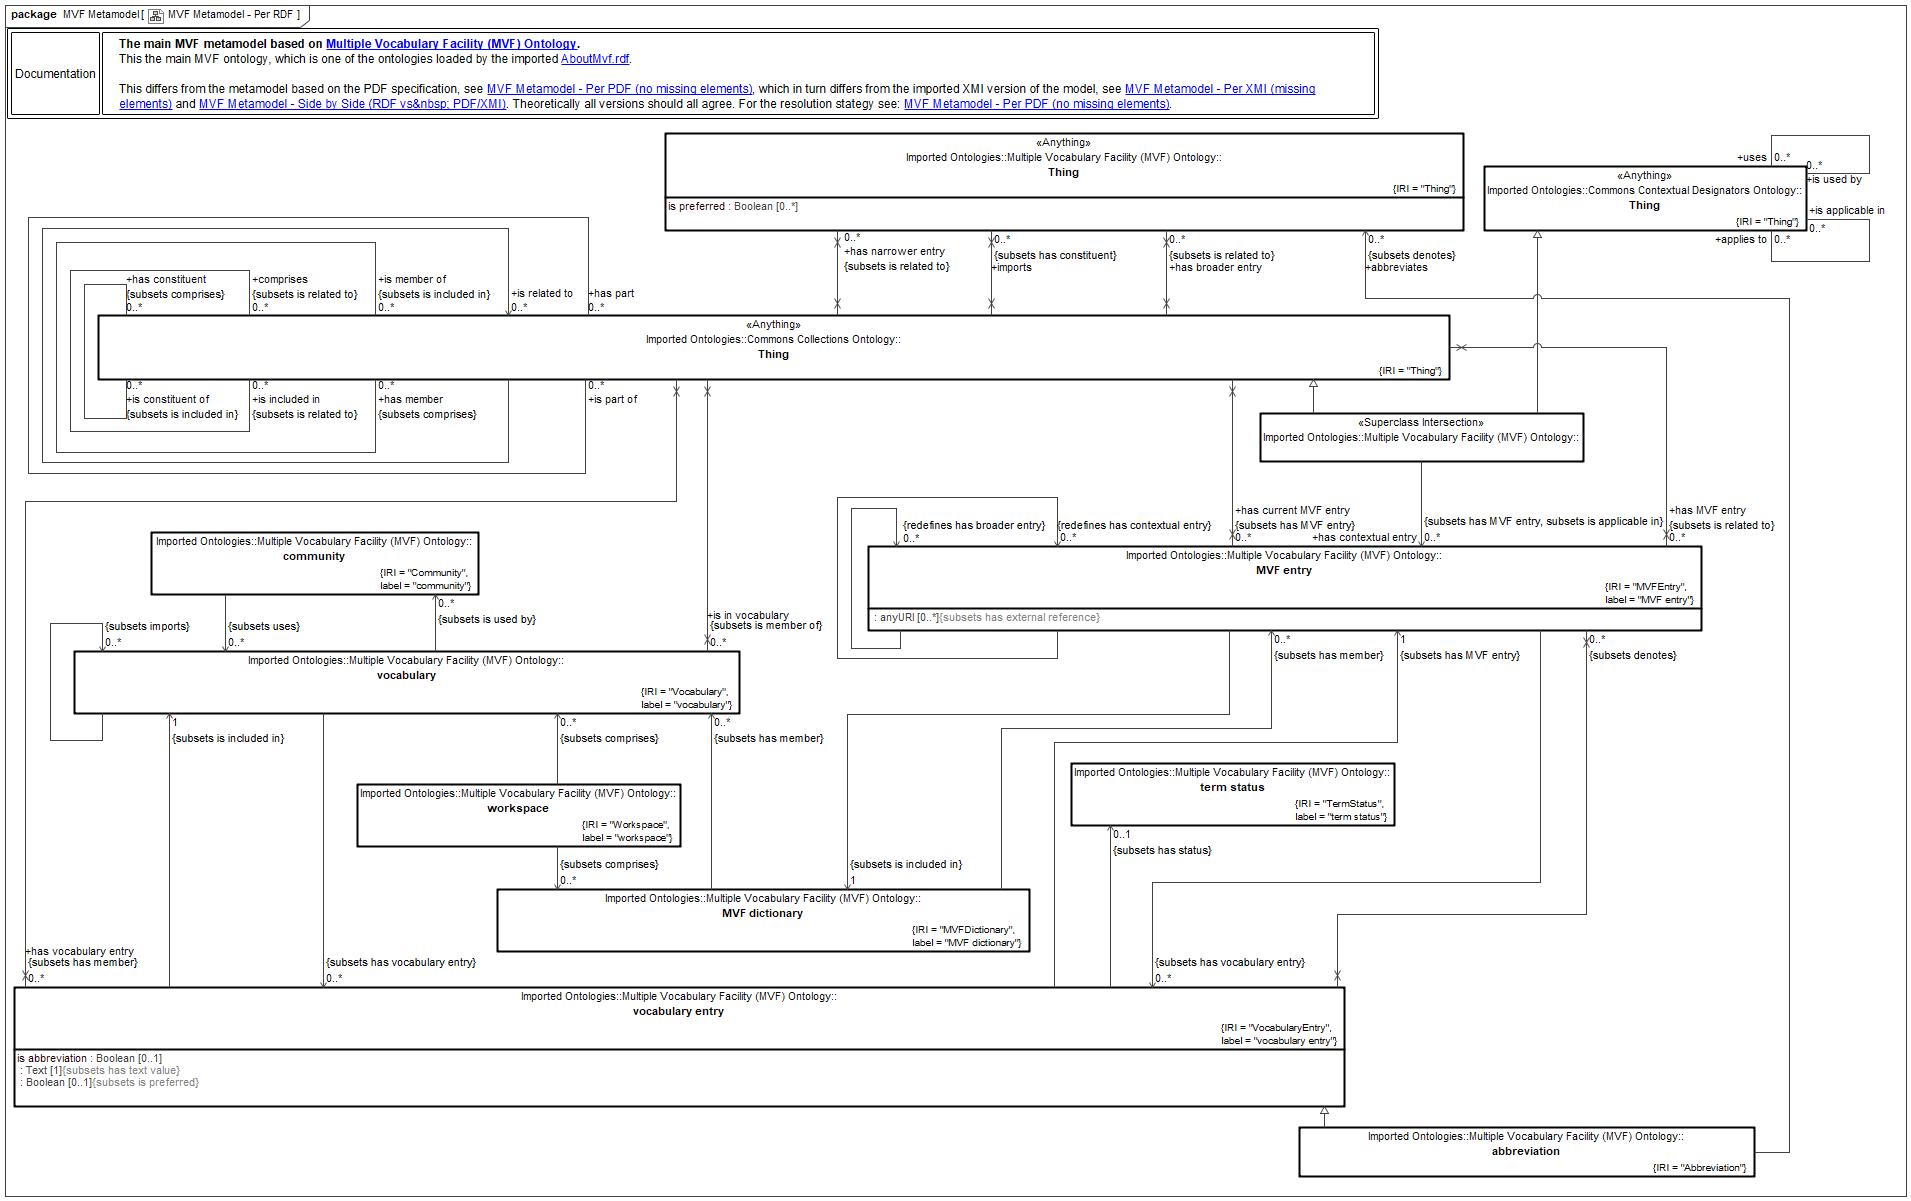 package MVF Metamodel[ MVF Metamodel - Per RDF ]
Documentation
The main MVF metamodel based on Multiple Vocabulary Facility (MVF) Ontology.
This the main MVF ontology, which is one of the ontologies loaded by the imported AboutMvf.rdf.
This differs from the metamodel based on the PDF specification, see MVF Metamodel - Per PDF (no missing elements), which in turn differs from the imported XMI version of the model, see MVF Metamodel - Per XMI (missing
elements) and MVF Metamodel - Side by Side (RDF vs&nbsp; PDF/XMI). Theoretically all versions should all agree. For the resolution stategy see: MVF Metamodel - Per PDF (no missing elements).
«Anything»
Imported Ontologies::Multiple Vocabulary Facility (MVF) Ontology::
Thing
{IRI = "Thing"}
is preferred : Boolean [0..*]
+uses 0..*
0..*
+is used by
«Anything»
Imported Ontologies::Commons Contextual Designators Ontology::
Thing
{IRI = "Thing"}
+is applicable in
0..*
+applies to 0..*
0..*
+has narrower entry
{subsets is related to}
0..*
{subsets has constituent}
+imports
0..*
{subsets is related to}
+has broader entry
0..*
{subsets denotes}
+abbreviates
+has constituent
{subsets comprises}
0..*
+comprises
{subsets is related to}
0..*
+is member of
{subsets is included in}
0..*
+is related to
0..*
+has part
0..*
«Anything»
Imported Ontologies::Commons Collections Ontology::
Thing
{IRI = "Thing"}
0..*
+is constituent of
{subsets is included in}
0..*
+is included in
{subsets is related to}
0..*
+has member
{subsets comprises}
0..*
+is part of
«Superclass Intersection»
Imported Ontologies::Multiple Vocabulary Facility (MVF) Ontology::
{redefines has broader entry}
0..*
{redefines has contextual entry}
0..*
+has current MVF entry
{subsets has MVF entry}
0..*
+has contextual entry
{subsets has MVF entry, subsets is applicable in}
0..*
+has MVF entry
{subsets is related to}
0..*
Imported Ontologies::Multiple Vocabulary Facility (MVF) Ontology::
community
{IRI = "Community",
label = "community"}
Imported Ontologies::Multiple Vocabulary Facility (MVF) Ontology::
MVF entry
{IRI = "MVFEntry",
label = "MVF entry"}
: anyURI [0..*]{subsets has external reference}
{subsets imports}
0..*
{subsets uses}
0..*
0..*
{subsets is used by}
+is in vocabulary
{subsets is member of}
0..*
Imported Ontologies::Multiple Vocabulary Facility (MVF) Ontology::
vocabulary
{IRI = "Vocabulary",
label = "vocabulary"}
0..*
{subsets has member}
1
{subsets has MVF entry}
0..*
{subsets denotes}
1
{subsets is included in}
0..*
{subsets comprises}
0..*
{subsets has member}
Imported Ontologies::Multiple Vocabulary Facility (MVF) Ontology::
workspace
{IRI = "Workspace",
label = "workspace"}
Imported Ontologies::Multiple Vocabulary Facility (MVF) Ontology::
term status
{IRI = "TermStatus",
label = "term status"}
0..1
{subsets has status}
{subsets comprises}
0..*
{subsets is included in}
1
Imported Ontologies::Multiple Vocabulary Facility (MVF) Ontology::
MVF dictionary
{IRI = "MVFDictionary",
label = "MVF dictionary"}
+has vocabulary entry
{subsets has member}
0..*
{subsets has vocabulary entry}
0..*
{subsets has vocabulary entry}
0..*
Imported Ontologies::Multiple Vocabulary Facility (MVF) Ontology::
vocabulary entry
{IRI = "VocabularyEntry",
label = "vocabulary entry"}
is abbreviation : Boolean [0..1]
: Text [1]{subsets has text value}
: Boolean [0..1]{subsets is preferred}
Imported Ontologies::Multiple Vocabulary Facility (MVF) Ontology::
abbreviation
{IRI = "Abbreviation"}